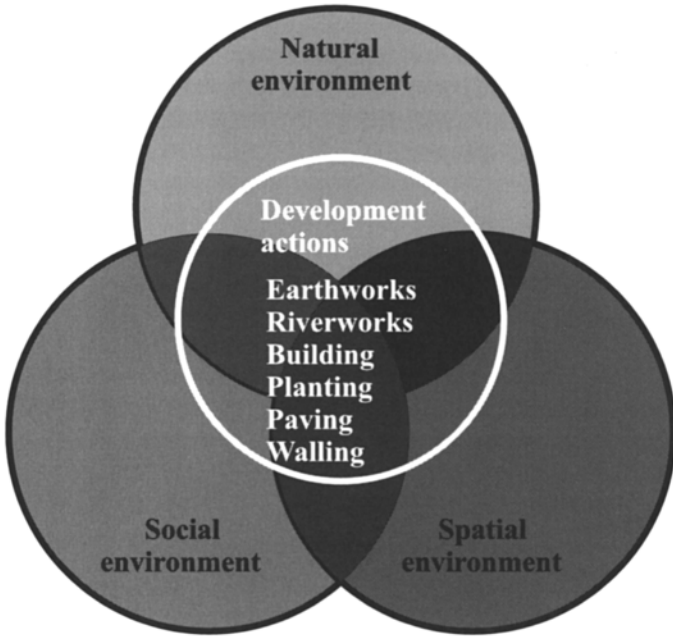 Natural
environment
Development
actions
Earthworks
Riverworks
Building
Planting
Paving
Walling
Social
environment
Spatial
environment